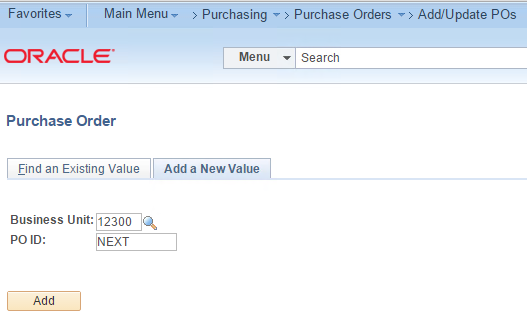 Favorites Main Menu > Purchasing > Purchase Orders > Add/Update POs
ORACLE
Menu Search
Purchase Order
Find an Existing Value Add a New Value
Business Unit: 12300
PO ID: NEXT
Add